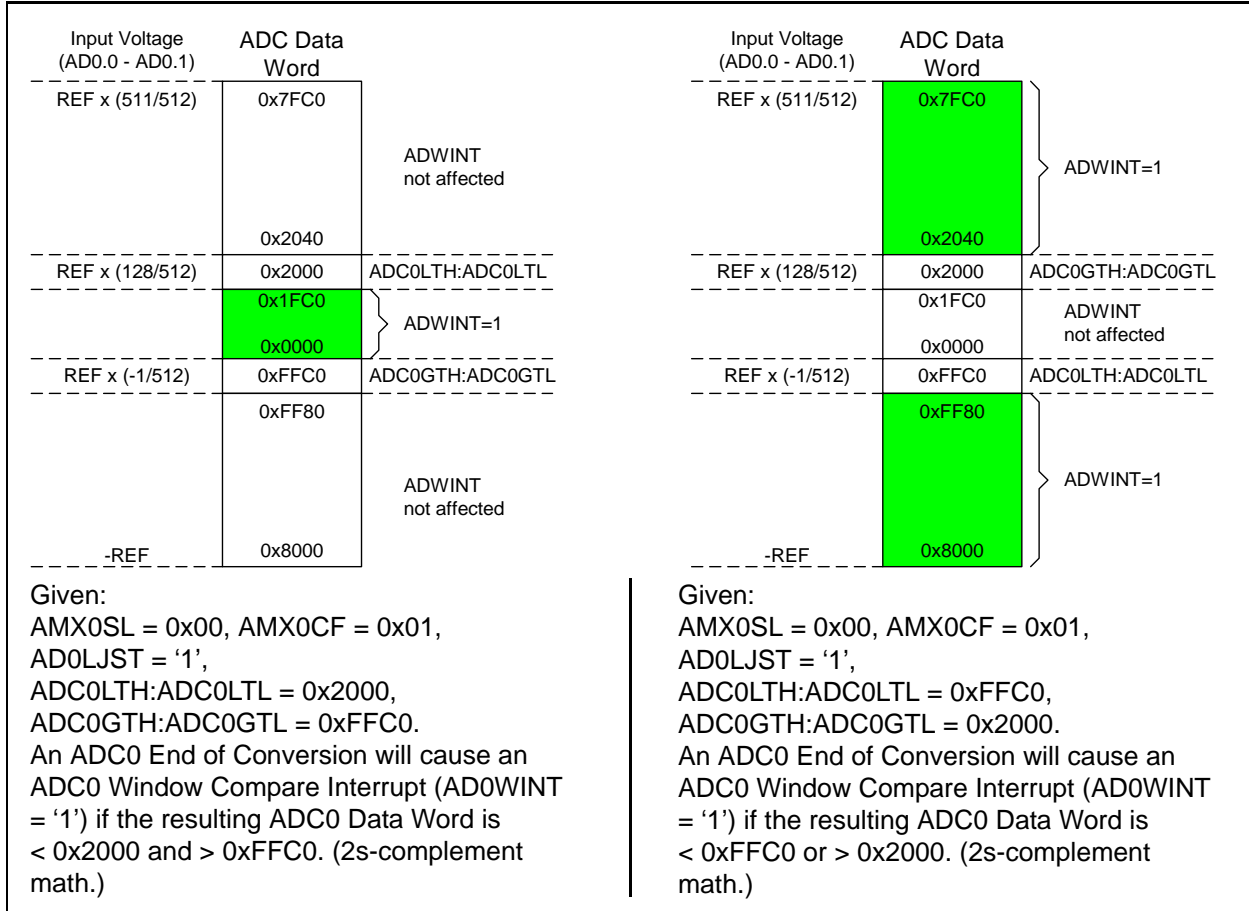 Input Voltage
(AD0.0 - AD0.1)
ADC Data
Word
REF x (511/512)
0x7FC0
ADWINT
not affected
0x2040
REF x (128/512)
0x2000
ADC0LTH:ADC0LTL
0x1FC0
ADWINT=1
0x0000
REF x (-1/512)
0xFFC0
ADC0GTH:ADC0GTL
0xFF80
ADWINT
not affected
-REF
0x8000
Given:
AMX0SL = 0x00, AMX0CF = 0x01,
AD0LJST = ‘1’,
ADC0LTH:ADC0LTL = 0x2000,
ADC0GTH:ADC0GTL = 0xFFC0.
An ADC0 End of Conversion will cause an
ADC0 Window Compare Interrupt (AD0WINT
= ‘1’) if the resulting ADC0 Data Word is
< 0x2000 and > 0xFFC0. (2s-complement
math.)
Input Voltage
(AD0.0 - AD0.1)
ADC Data
Word
REF x (511/512)
0x7FC0
ADWINT=1
0x2040
REF x (128/512)
0x2000
ADC0GTH:ADC0GTL
0x1FC0
ADWINT
not affected
0x0000
REF x (-1/512)
0xFFC0
ADC0LTH:ADC0LTL
0xFF80
ADWINT=1
-REF
0x8000
Given:
AMX0SL = 0x00, AMX0CF = 0x01,
AD0LJST = ‘1’,
ADC0LTH:ADC0LTL = 0xFFC0,
ADC0GTH:ADC0GTL = 0x2000.
An ADC0 End of Conversion will cause an
ADC0 Window Compare Interrupt (AD0WINT
= ‘1’) if the resulting ADC0 Data Word is
< 0xFFC0 or > 0x2000. (2s-complement
math.)